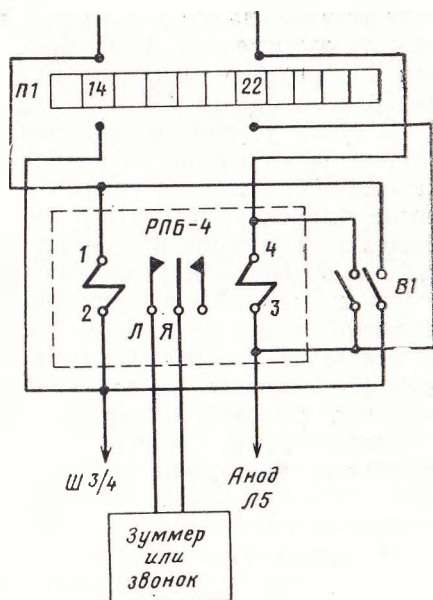 П1 14 22
РПБ-4
1 4
2 3 В1
Л Я
Ш 3/4
Анод
Л5
Зуммер
или
звонок